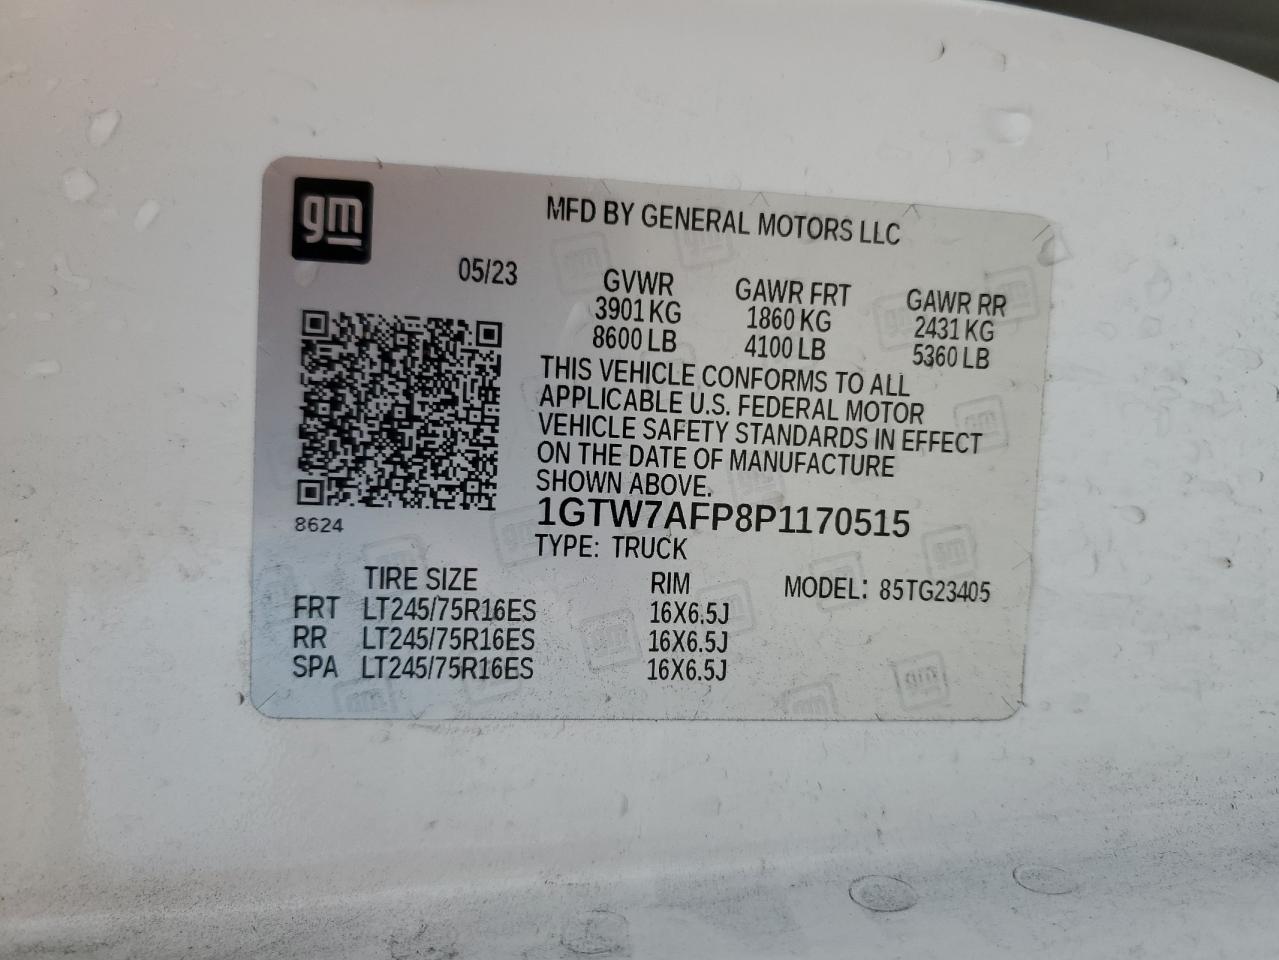 gm
MFD BY GENERAL MOTORS LLC
05/23
GVWR GAWR FRT GAWR RR
3901 KG 1860 KG 2431 KG
8600 LB 4100 LB 5360 LB
THIS VEHICLE CONFORMS TO ALL
APPLICABLE U.S. FEDERAL MOTOR
VEHICLE SAFETY STANDARDS IN EFFECT
ON THE DATE OF MANUFACTURE
SHOWN ABOVE.
8624
1GTW7AFP8P1170515
TYPE: TRUCK
TIRE SIZE RIM MODEL: 85TG23405
FRT LT245/75R16ES 16X6.5J
RR LT245/75R16ES 16X6.5J
SPA LT245/75R16ES 16X6.5J